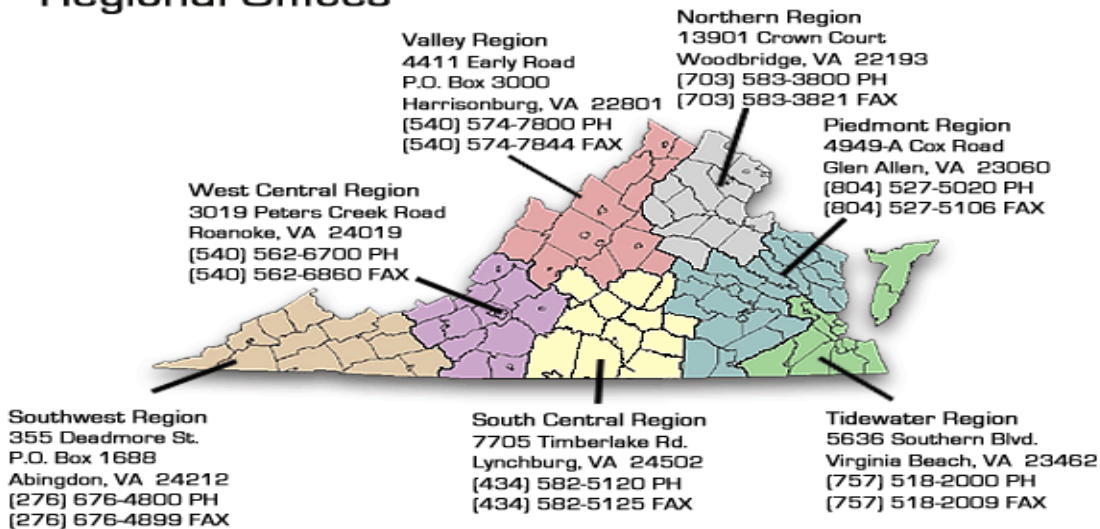 Regional Offices
Northern Region
13901 Crown Court
Woodbridge, VA 22193
(703) 583-3800 PH
(703) 583-3821 FAX
Valley Region
4411 Early Road
P.O. Box 3000
Harrisonburg, VA 22801
(540) 574-7800 PH
(540) 574-7844 FAX
Piedmont Region
4949-A Cox Road
Glen Allen, VA 23060
(804) 527-5020 PH
(804) 527-5106 FAX
West Central Region
3019 Peters Creek Road
Roanoke, VA 24019
(540) 562-6700 PH
(540) 562-6860 FAX
Southwest Region
355 Deadmore St.
P.O. Box 1688
Abingdon, VA 24212
(276) 676-4800 PH
(276) 676-4899 FAX
South Central Region
7705 Timberlake Rd.
Lynchburg, VA 24502
(434) 582-5120 PH
(434) 582-5125 FAX
Tidewater Region
5636 Southern Blvd.
Virginia Beach, VA 23462
(757) 518-2000 PH
(757) 518-2009 FAX